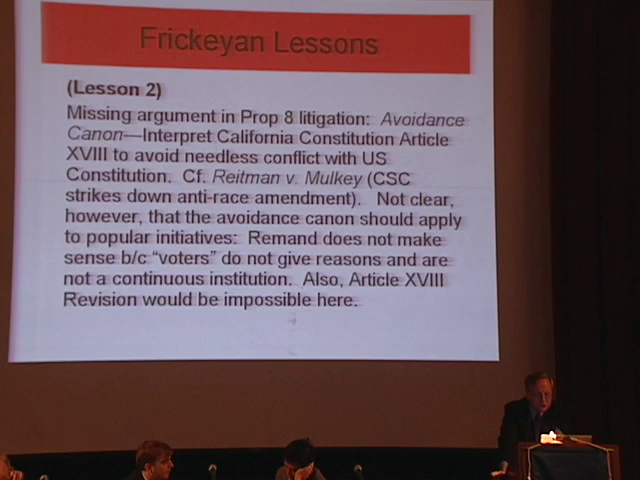 Frickeyan Lessons
(Lesson 2)
Missing argument in Prop 8 litigation: Avoidance
Canon—Interpret California Constitution Article
XVIII to avoid needless conflict with US
Constitution. Cf. Reitman v. Mulkey (CSC
strikes down anti-race amendment). Not clear,
however, that the avoidance canon should apply
to popular initiatives: Remand does not make
sense b/c “voters” do not give reasons and are
not a continuous institution. Also, Article XVIII
Revision would be impossible here.